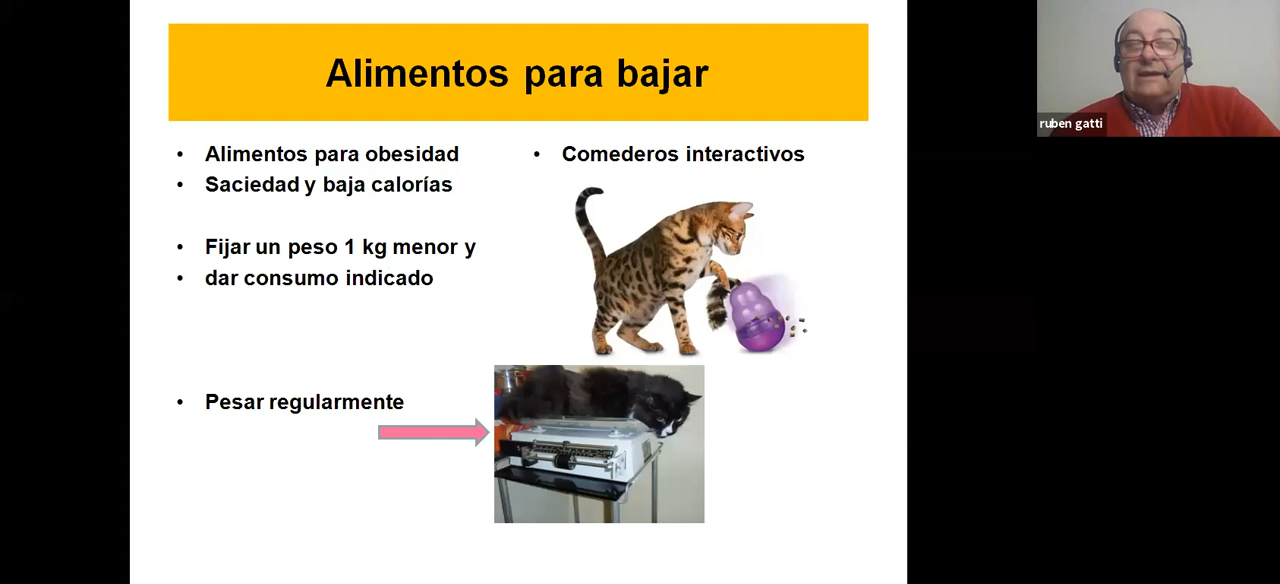 Alimentos para bajar
• Alimentos para obesidad
• Saciedad y baja calorías
• Fijar un peso 1 kg menor y
• dar consumo indicado
• Pesar regularmente
• Comederos interactivos
ruben gatti